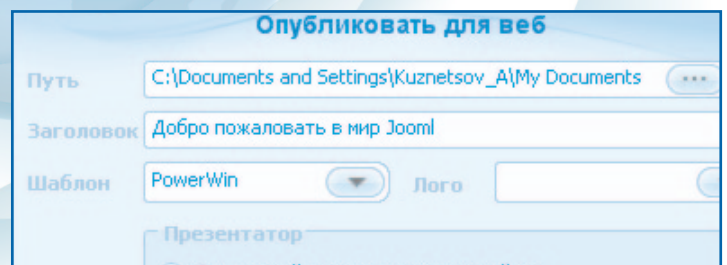 Опубликовать для веб
Путь C:\Documents and Settings\Kuznetsov_A\My Documents ...
Заголовок Добро пожаловать в мир Jooml
Шаблон PowerWin Лого
Презентатор